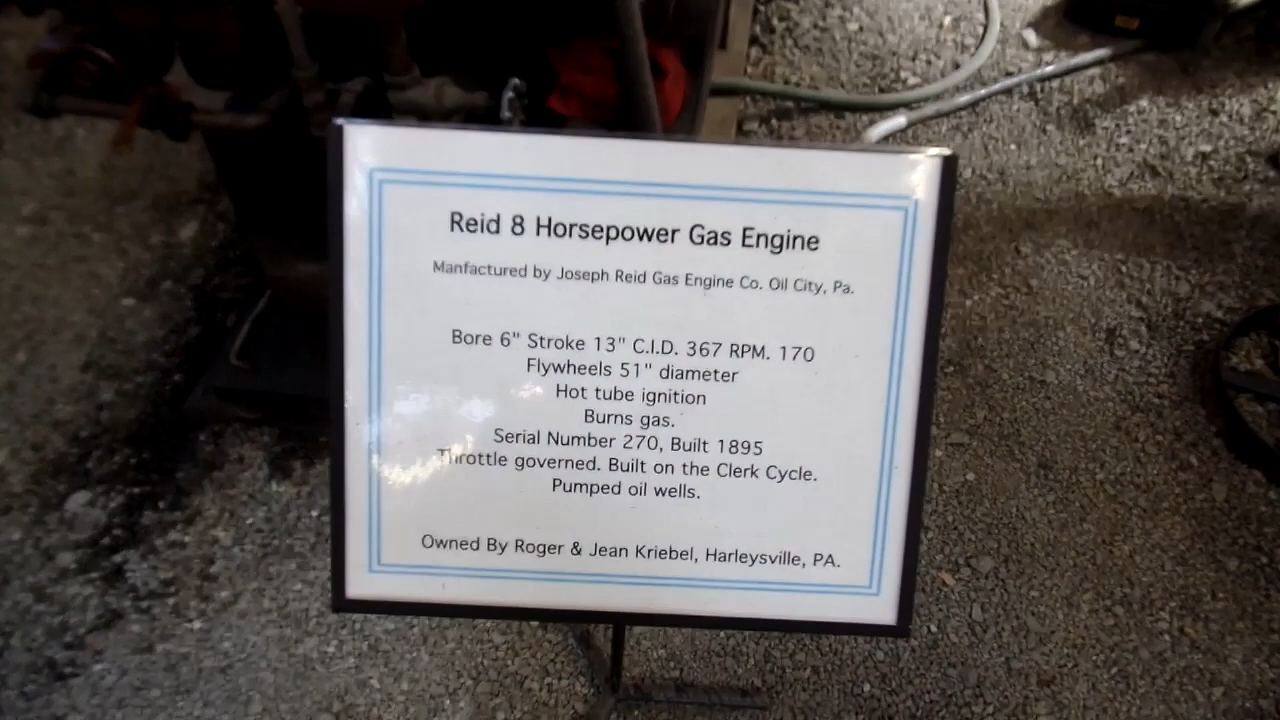 Reid 8 Horsepower Gas Engine
Manfactured by Joseph Reid Gas Engine Co. Oil City, Pa.
Bore 6" Stroke 13" C.I.D. 367 RPM. 170
Flywheels 51" diameter
Hot tube ignition
Burns gas.
Serial Number 270, Built 1895
Throttle governed. Built on the Clerk Cycle.
Pumped oil wells.
Owned By Roger & Jean Kriebel, Harleysville, PA.